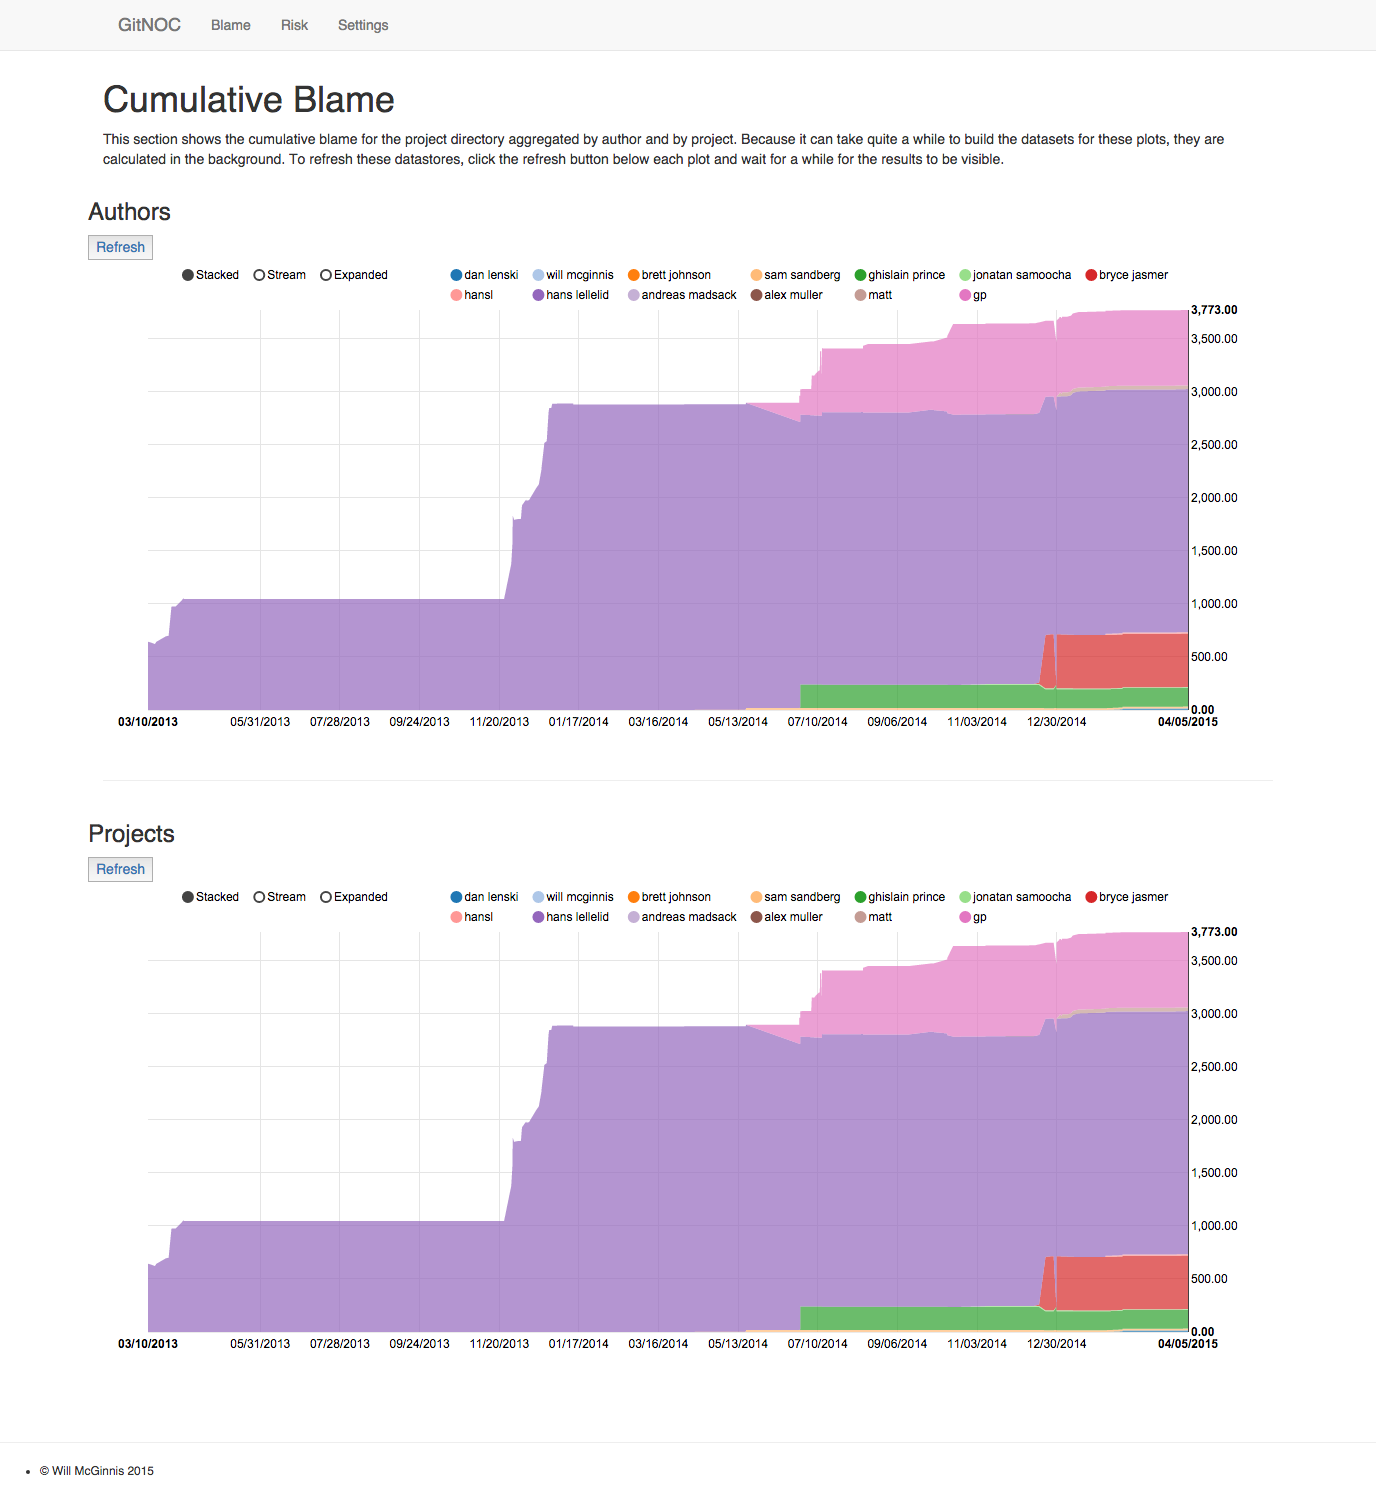 GitNOC Blame Risk Settings
Cumulative Blame
This section shows the cumulative blame for the project directory aggregated by author and by project. Because it can take quite a while to build the datasets for these plots, they are
calculated in the background. To refresh these datastores, click the refresh button below each plot and wait for a while for the results to be visible.
Authors
Refresh
Stacked Stream Expanded dan lenski will mcginnis brett johnson sam sandberg ghislain prince jonatan samoocha bryce jasmer
hansl hans lellelid andreas madsack alex muller matt gp
3,773.00
3,500.00
3,000.00
2,500.00
2,000.00
1,500.00
1,000.00
500.00
0.00
03/10/2013 05/31/2013 07/28/2013 09/24/2013 11/20/2013 01/17/2014 03/16/2014 05/13/2014 07/10/2014 09/06/2014 11/03/2014 12/30/2014 04/05/2015
Projects
Refresh
Stacked Stream Expanded dan lenski will mcginnis brett johnson sam sandberg ghislain prince jonatan samoocha bryce jasmer
hansl hans lellelid andreas madsack alex muller matt gp
3,773.00
3,500.00
3,000.00
2,500.00
2,000.00
1,500.00
1,000.00
500.00
0.00
03/10/2013 05/31/2013 07/28/2013 09/24/2013 11/20/2013 01/17/2014 03/16/2014 05/13/2014 07/10/2014 09/06/2014 11/03/2014 12/30/2014 04/05/2015
• © Will McGinnis 2015